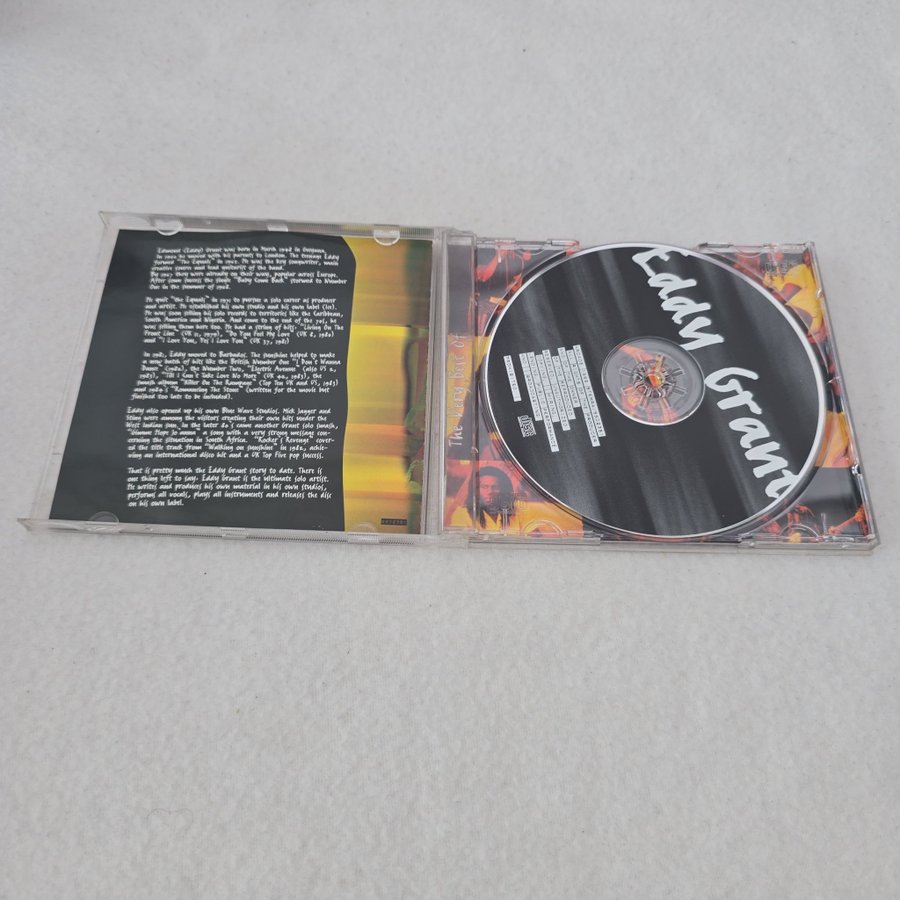 Edmond (Eddy) Grant was born in March 1948 in Guyana.
In 1960 he moved with his parents to London. The teenage Eddy
formed "The Equals" in 1967. He was the key songwriter, main
creative source and lead guitarist of the band.
By 1967 they were already on their way, popular across Europe.
After some success the single "Baby Come Back" stormed to Number
One in the summer of 1968.
He quit "the Equals" in 1971 to pursue a solo career as producer
and artist. He established his own studio and his own label (Ice).
He was soon selling his solo records to territories like the Caribbean,
South America and Nigeria. And come to the end of the 70s, he
was selling them here too. He had a string of hits: "Living On The
Front Line" (UK 11, 1979), "Do You Feel My Love" (UK 8, 1980)
and "I Love You, Yes I Love You" (UK 37, 1981)
In 1982, Eddy moved to Barbados. The sunshine helped to make
a new batch of hits like the British Number One "I Don't Wanna
Dance" (1982), the Number Two, "Electric Avenue" (also US 2,
1983), "Till I Can't Take Love No More" (UK 42, 1983), the
smash album "Killer On The Rampage" (Top Ten UK and US, 1983)
and 1984's "Romancing The Stone" (written for the movie but
finished too late to be included).
Eddy also opened up his own Blue Wave Studios. Mick Jagger and
Sting were among the visitors creating their own hits under the
West Indian sun. In the later 80's came another Grant solo smash,
"Gimme Hope Jo'anna" a song with a very strong message con-
cerning the situation in South Africa. "Rocker's Revenge" cover-
ed the title track from "Walking on Sunshine" in 1982, achie-
ving an international disco hit and a UK Top Five pop success.
That is pretty much the Eddy Grant story to date. There is
one thing left to say: Eddy Grant is the ultimate solo artist.
He writes and produces his own material in his own studios,
performs all vocals, plays all instruments and releases the disc
on his own label.
The Very Best Of
Eddy Grant